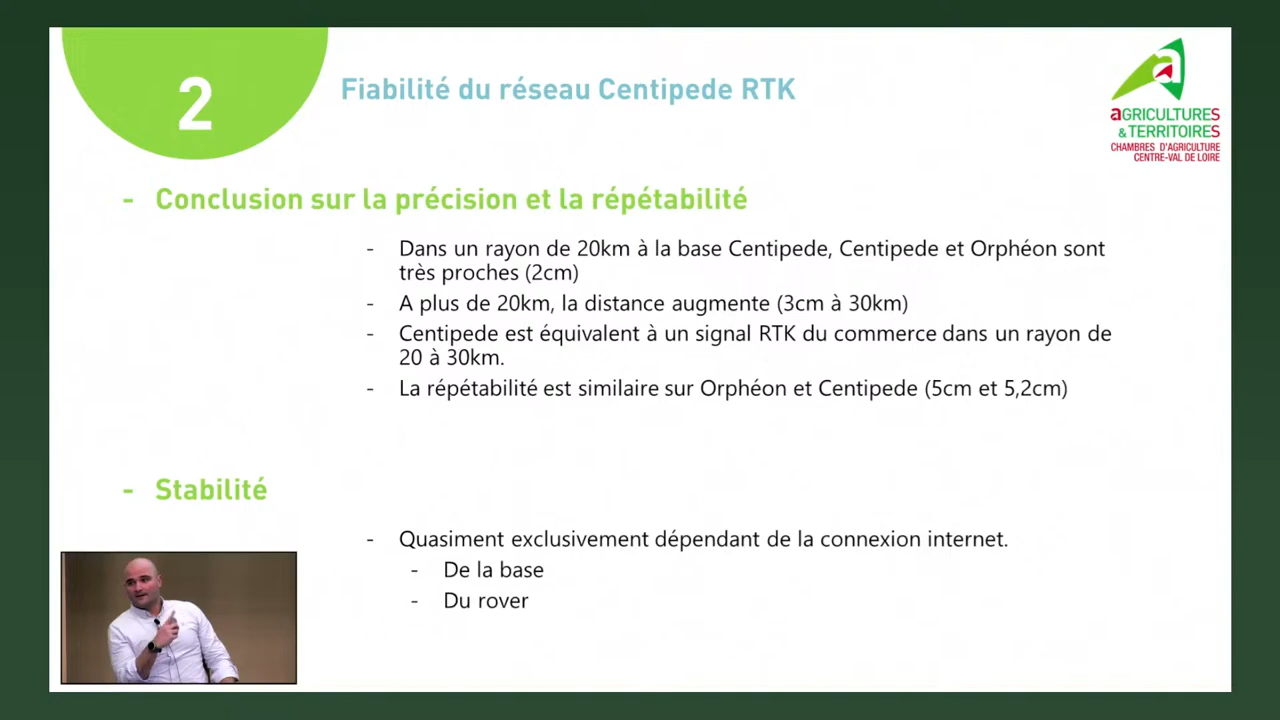 2
Fiabilité du réseau Centipede RTK
a
AGRICULTURES
& TERRITOIRES
CHAMBRES D'AGRICULTURE
CENTRE-VAL DE LOIRE
- Conclusion sur la précision et la répétabilité
- Dans un rayon de 20km à la base Centipede, Centipede et Orphéon sont
très proches (2cm)
- A plus de 20km, la distance augmente (3cm à 30km)
- Centipede est équivalent à un signal RTK du commerce dans un rayon de
20 à 30km.
- La répétabilité est similaire sur Orphéon et Centipede (5cm et 5,2cm)
- Stabilité
- Quasiment exclusivement dépendant de la connexion internet.
- De la base
- Du rover